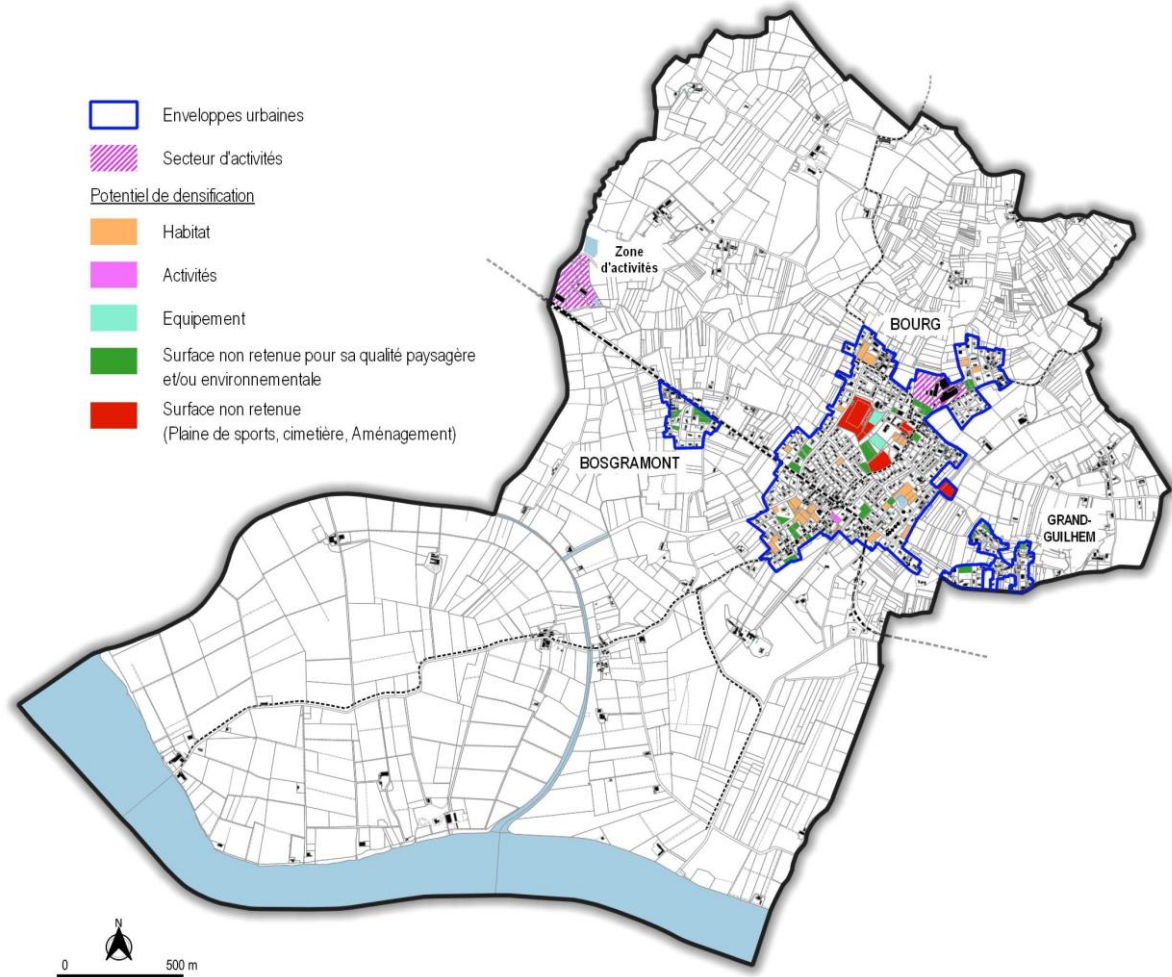 Enveloppes urbaines
Secteur d'activités
Potentiel de densification
Habitat
Activités
Equipement
Surface non retenue pour sa qualité paysagère
et/ou environnementale
Surface non retenue
(Plaine de sports, cimetière, Aménagement)
Zone
d'activités
BOURG
BOSGRAMONT
GRAND-
GUILHEM
N
0 500 m